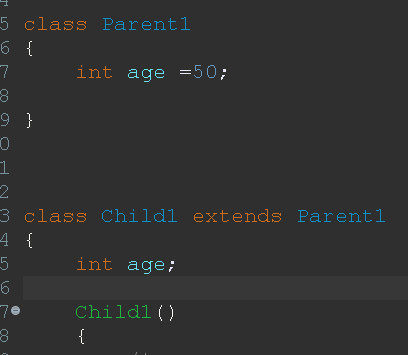 5 class Parent1
6 {
7 int age =50;
8
9 }
0
1
2
3 class Child1 extends Parent1
4 {
5 int age;
6
7 Child1()
8 {